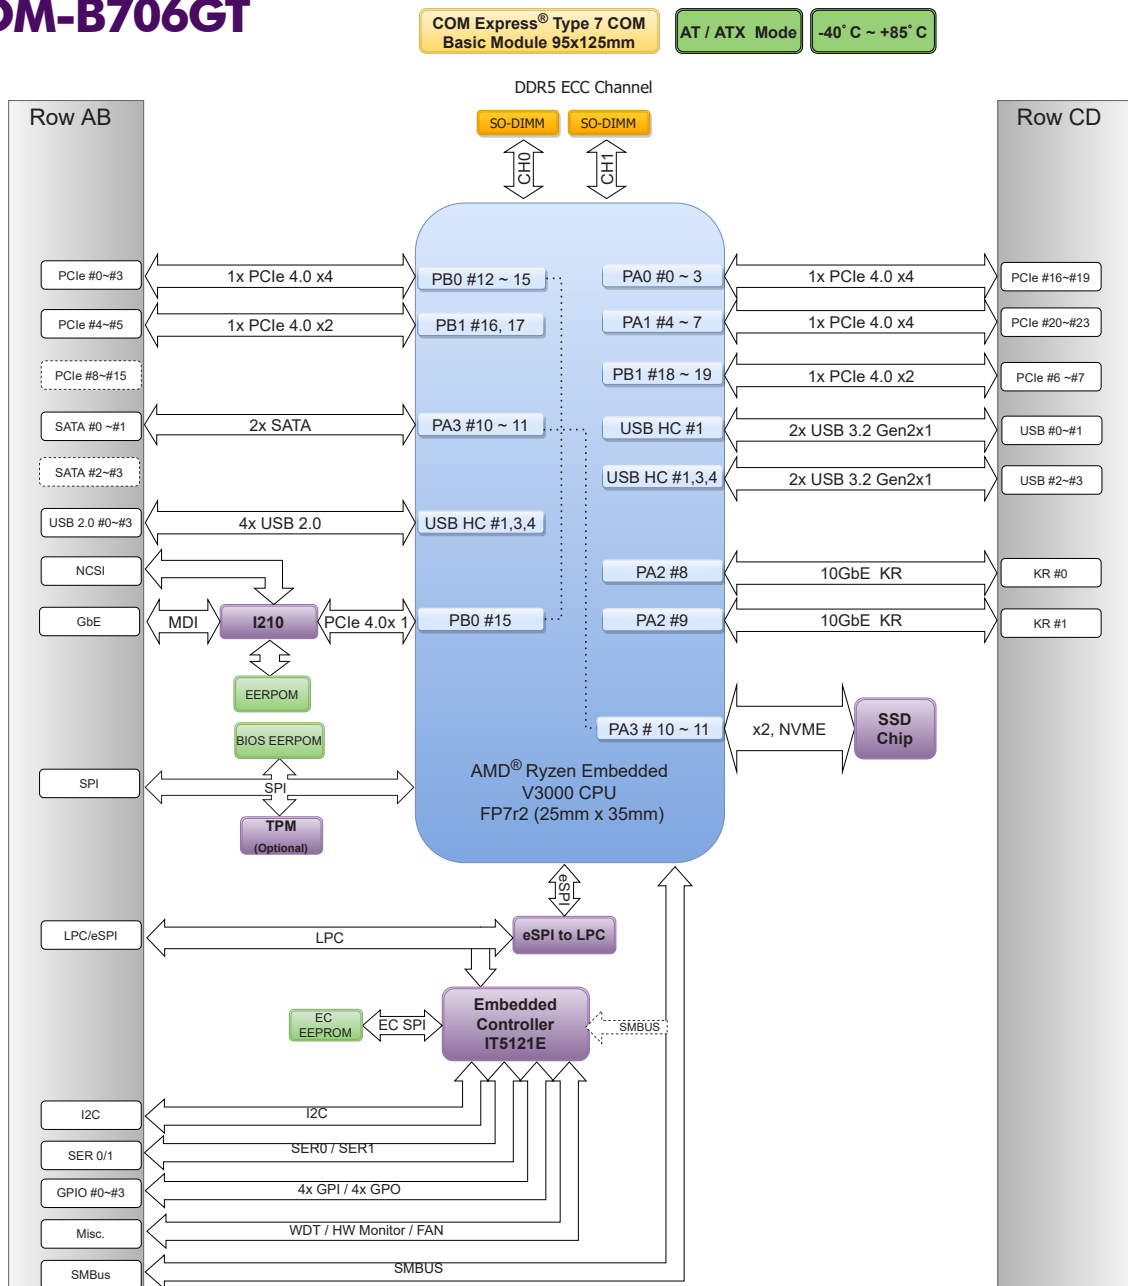 OM-B706GT
COM Express® Type 7 COM
Basic Module 95x125mm
AT / ATX Mode
-40°C ~ +85°C
DDR5 ECC Channel
Row AB
SO-DIMM
SO-DIMM
Row CD
CH0
CH1
PCIe #0~#3
1x PCIe 4.0 x4
PB0 #12 ~ 15
PA0 #0 ~ 3
1x PCIe 4.0 x4
PCIe #16~#19
PCIe #4~#5
1x PCIe 4.0 x2
PB1 #16, 17
PA1 #4 ~ 7
1x PCIe 4.0 x4
PCIe #20~#23
PCIe #8~#15
PB1 #18 ~ 19
1x PCIe 4.0 x2
PCIe #6 ~#7
SATA #0 ~#1
2x SATA
PA3 #10 ~ 11
USB HC #1
2x USB 3.2 Gen2x1
USB #0~#1
SATA #2~#3
USB HC #1,3,4
2x USB 3.2 Gen2x1
USB #2~#3
USB 2.0 #0~#3
4x USB 2.0
USB HC #1,3,4
NCSI
PA2 #8
10GbE KR
KR #0
GbE
MDI
I210
PCIe 4.0x 1
PB0 #15
PA2 #9
10GbE KR
KR #1
EERPOM
PA3 # 10 ~ 11
x2, NVME
SSD
Chip
BIOS EERPOM
SPI
SPI
TPM
(Optional)
AMD® Ryzen Embedded
V3000 CPU
FP7r2 (25mm x 35mm)
eSPI
LPC/eSPI
LPC
eSPI to LPC
EC
EEPROM
EC SPI
Embedded
Controller
IT5121E
SMBUS
I2C
I2C
SER 0/1
SER0 / SER1
GPIO #0~#3
4x GPI / 4x GPO
Misc.
WDT / HW Monitor / FAN
SMBus
SMBUS